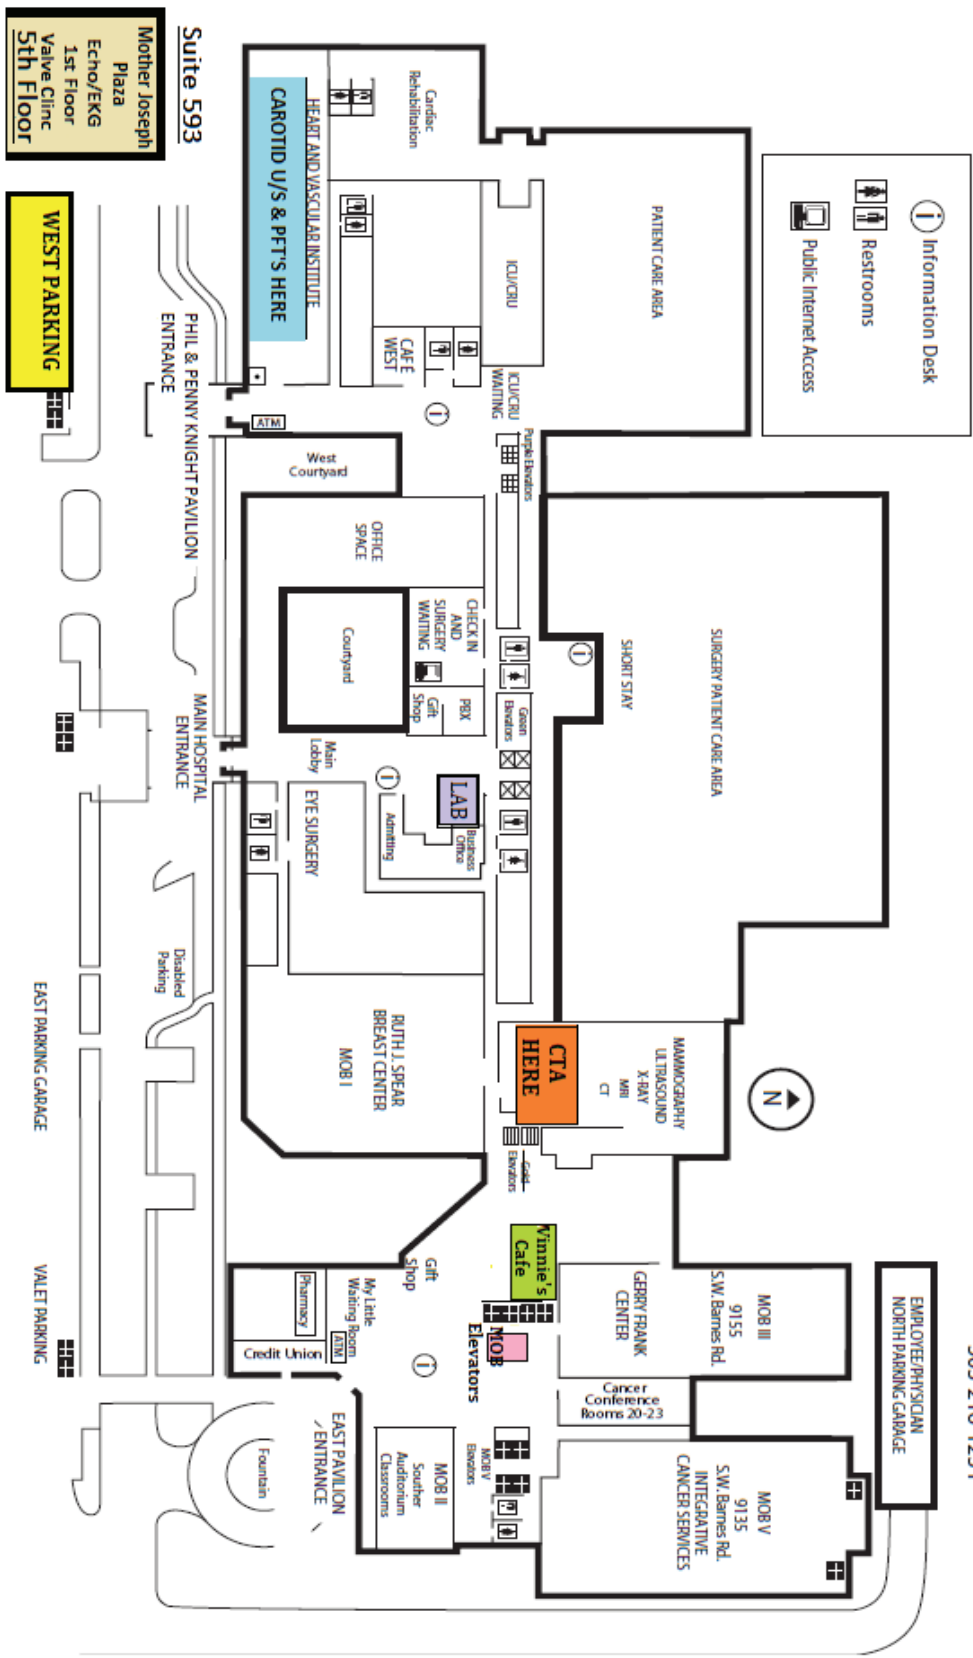 Mother Joseph
Plaza
Echo/EKG
1st Floor
Valve Clinc
5th Floor
Suite 593
WEST PARKING
Information Desk
Restrooms
Public Internet Access
PATIENT CARE AREA
Cardiac
Rehabilitation
HEART AND VASCULAR INSTITUTE
CAROTID U/S & PFT'S HERE
ICU/CRU
CAFÉ
WEST
ICU/CRU
WAITING
ATM
Purple Elevators
PHIL & PENNY KNIGHT PAVILION
ENTRANCE
West
Courtyard
OFFICE
SPACE
CHECK IN
AND
SURGERY
WAITING
Courtyard
PBX
Gift
Shop
SHORT STAY
SURGERY PATIENT CARE AREA
Green
Elevators
MAIN HOSPITAL
ENTRANCE
Main
Lobby
LAB
Business
Office
Admitting
EYE SURGERY
Disabled
Parking
EAST PARKING GARAGE
RUTH J. SPEAR
BREAST CENTER
MOB I
CTA
HERE
MAMMOGRAPHY
ULTRASOUND
X-RAY
MRI
CT
N
Gold
Elevators
Vinnie's
Cafe
Gift
Shop
MOB
Elevators
My Little
Waiting Room
Pharmacy
ATM
Credit Union
VALET PARKING
MOB III
9155
S.W. Barnes Rd.
GERRY FRANK
CENTER
EMPLOYEE/PHYSICIAN
NORTH PARKING GARAGE
Cancer
Conference
Rooms 20-23
MOB V
9135
S.W. Barnes Rd.
INTEGRATIVE
CANCER SERVICES
MOB V
Elevators
MOB II
Souther
Auditorium
Classrooms
EAST PAVILION
ENTRANCE
Fountain